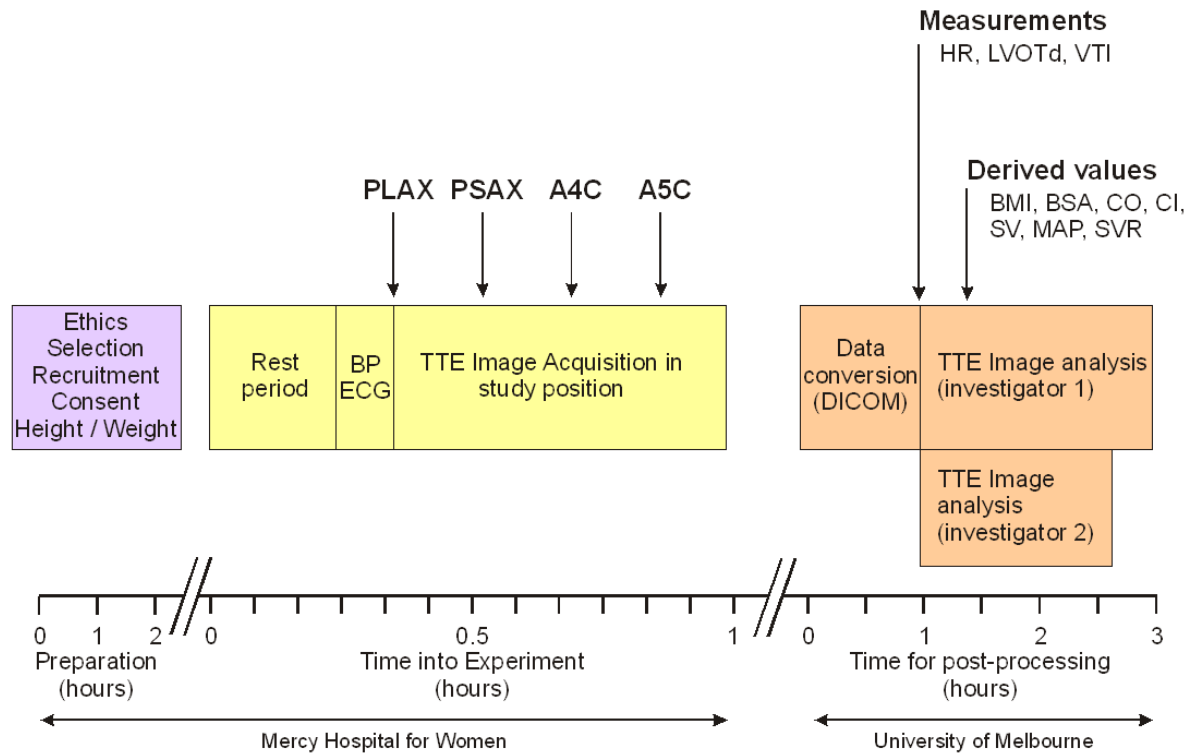 Measurements
HR, LVOTd, VTI
Derived values
BMI, BSA, CO, CI,
SV, MAP, SVR
PLAX
PSAX
A4C
A5C
Ethics
Selection
Recruitment
Consent
Height / Weight
Rest
period
BP
ECG
TTE Image Acquisition in
study position
Data
conversion
(DICOM)
TTE Image analysis
(investigator 1)
TTE Image
analysis
(investigator 2)
0 1 2
Preparation
(hours)
0 0.5 1
Time into Experiment
(hours)
0 1 2 3
Time for post-processing
(hours)
Mercy Hospital for Women
University of Melbourne